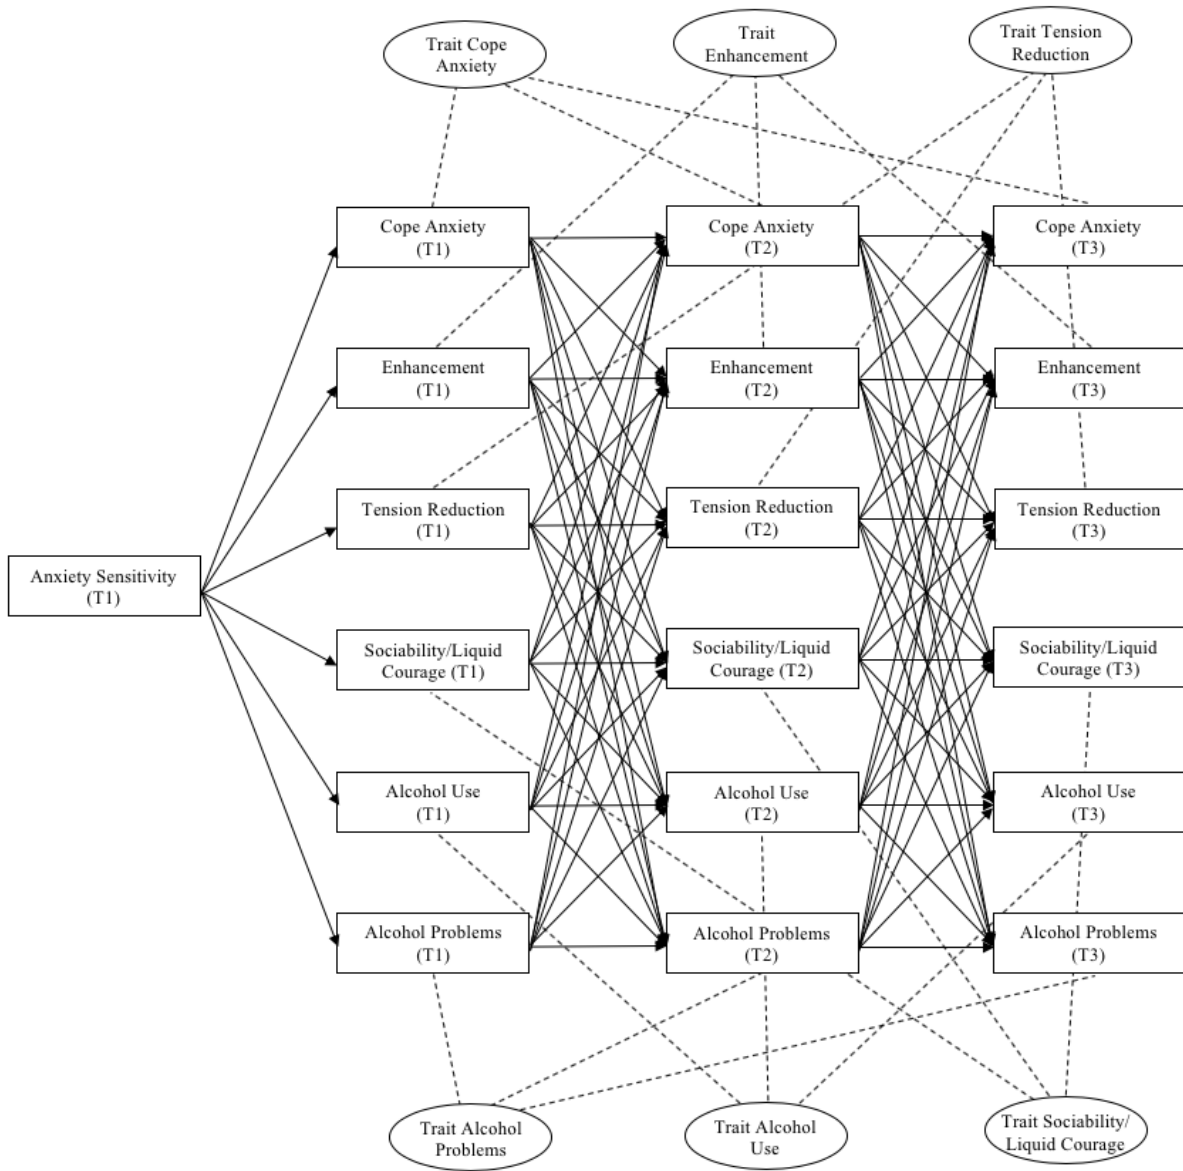 Trait Cope
Anxiety
Trait
Enhancement
Trait Tension
Reduction
Cope Anxiety
(T1)
Cope Anxiety
(T2)
Cope Anxiety
(T3)
Enhancement
(T1)
Enhancement
(T2)
Enhancement
(T3)
Tension Reduction
(T1)
Tension Reduction
(T2)
Tension Reduction
(T3)
Anxiety Sensitivity
(T1)
Sociability/Liquid
Courage (T1)
Sociability/Liquid
Courage (T2)
Sociability/Liquid
Courage (T3)
Alcohol Use
(T1)
Alcohol Use
(T2)
Alcohol Use
(T3)
Alcohol Problems
(T1)
Alcohol Problems
(T2)
Alcohol Problems
(T3)
Trait Alcohol
Problems
Trait Alcohol
Use
Trait Sociability/
Liquid Courage